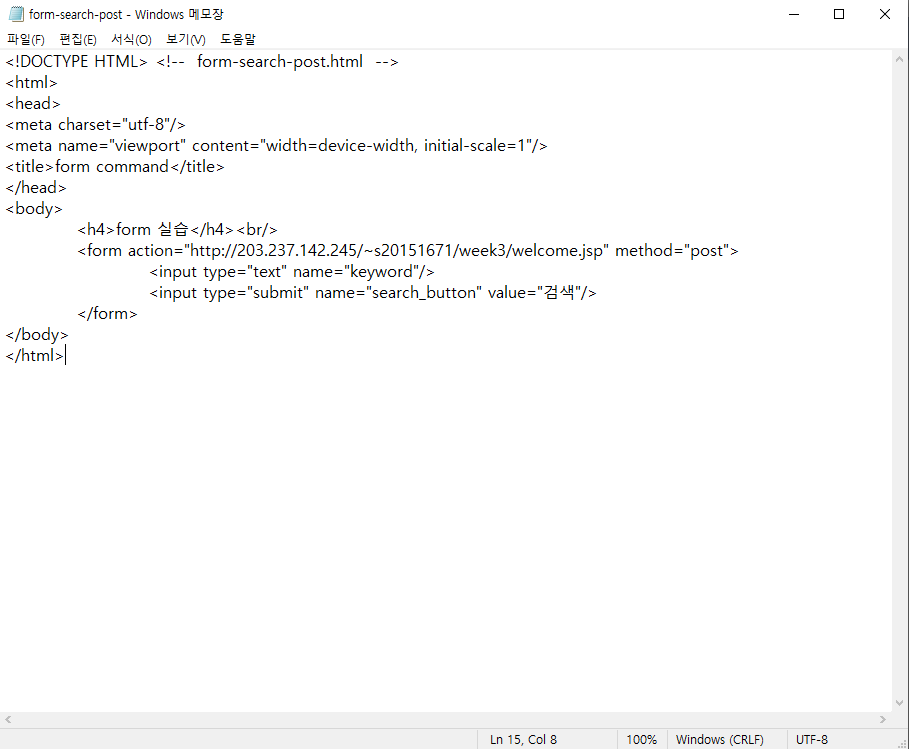 form-search-post - Windows 메모장
파일(F) 편집(E) 서식(O) 보기(V) 도움말
<!DOCTYPE HTML> <!-- form-search-post.html -->
<html>
<head>
<meta charset="utf-8"/>
<meta name="viewport" content="width=device-width, initial-scale=1"/>
<title>form command</title>
</head>
<body>
<h4>form 실습</h4><br/>
<form action="http://203.237.142.245/~s20151671/week3/welcome.jsp" method="post">
<input type="text" name="keyword"/>
<input type="submit" name="search_button" value="검색"/>
</form>
</body>
</html>
Ln 15, Col 8 100% Windows (CRLF) UTF-8